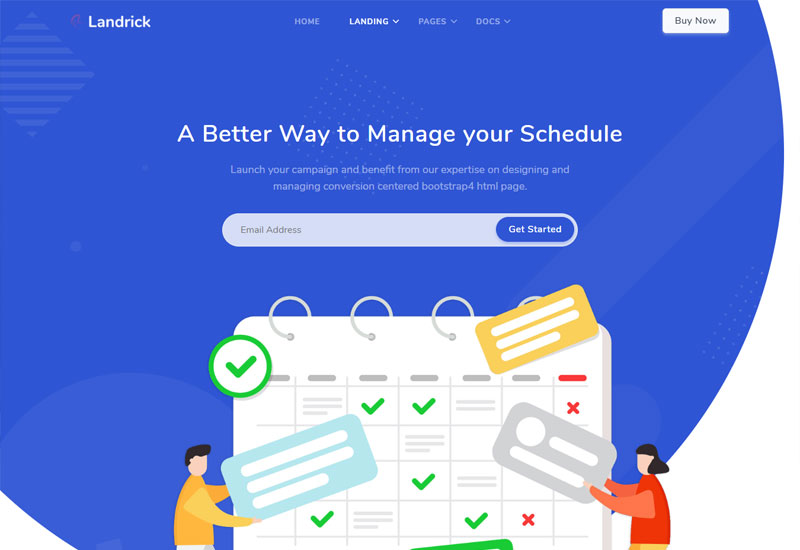 Landrick
HOME
LANDING
PAGES
DOCS
Buy Now
A Better Way to Manage your Schedule
Launch your campaign and benefit from our expertise on designing and
managing conversion centered bootstrap4 html page.
Email Address
Get Started